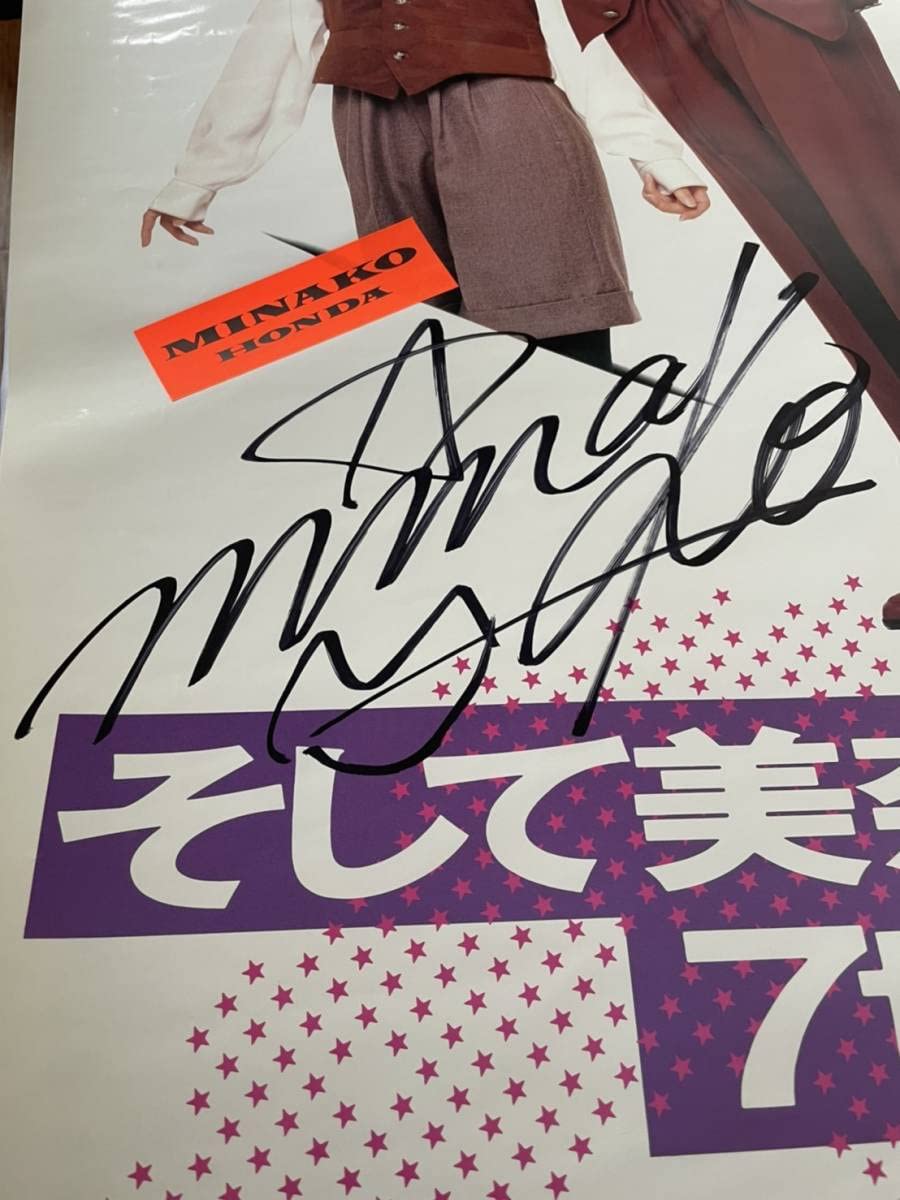 MINAKO
HONDA
Minako
そして美
7